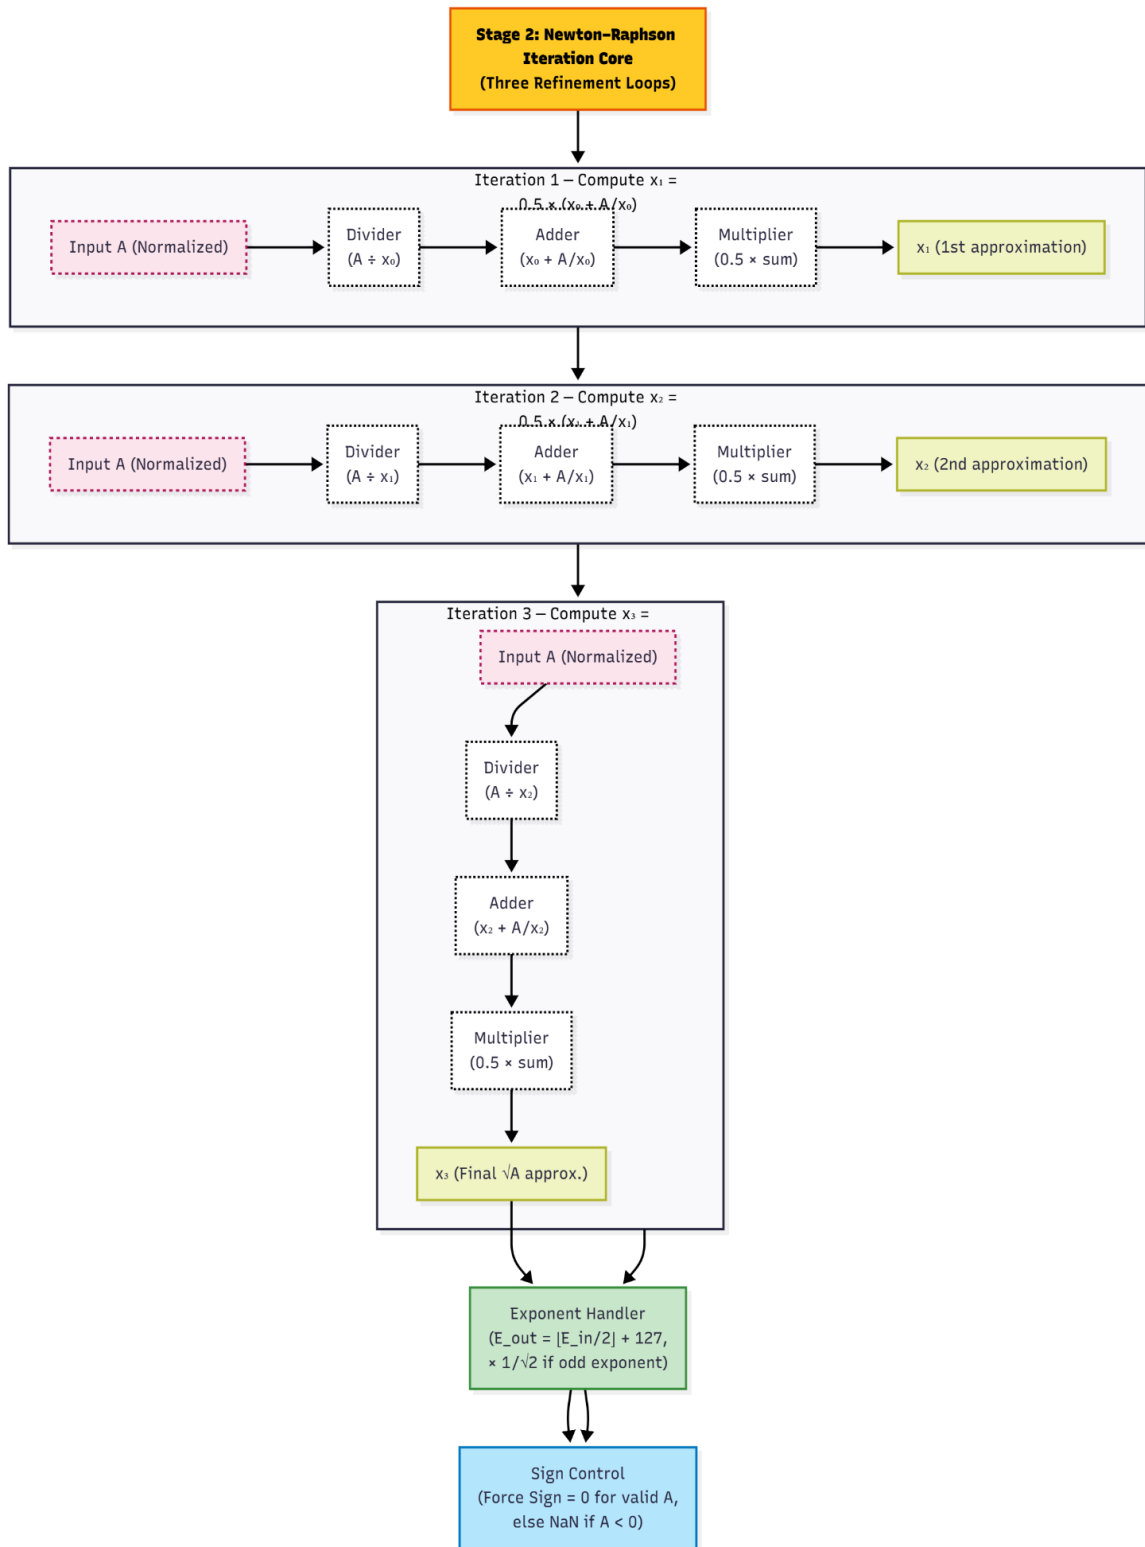 Stage 2: Newton–Raphson
Iteration Core
(Three Refinement Loops)
Iteration 1 – Compute x₁ =
0.5 × (x₀ + A/x₀)
Input A (Normalized)
Divider
(A ÷ x₀)
Adder
(x₀ + A/x₀)
Multiplier
(0.5 × sum)
x₁ (1st approximation)
Iteration 2 – Compute x₂ =
0.5 × (x₁ + A/x₁)
Input A (Normalized)
Divider
(A ÷ x₁)
Adder
(x₁ + A/x₁)
Multiplier
(0.5 × sum)
x₂ (2nd approximation)
Iteration 3 – Compute x₃ =
Input A (Normalized)
Divider
(A ÷ x₂)
Adder
(x₂ + A/x₂)
Multiplier
(0.5 × sum)
x₃ (Final √A approx.)
Exponent Handler
(E_out = ⌊E_in/2⌋ + 127,
× 1/√2 if odd exponent)
Sign Control
(Force Sign = 0 for valid A,
else NaN if A < 0)